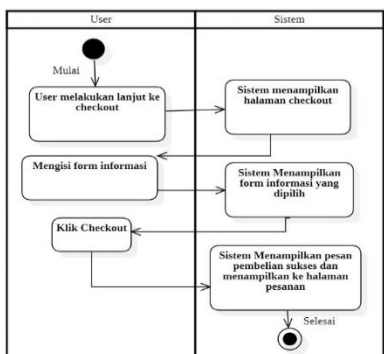 User
Sistem
Mulai
User melakukan lanjut ke
checkout
Sistem menampilkan
halaman checkout
Mengisi form informasi
Sistem Menampilkan
form informasi yang
dipilih
Klik Checkout
Sistem Menampilkan pesan
pembelian sukses dan
menampilkan ke halaman
pesanan
Selesai